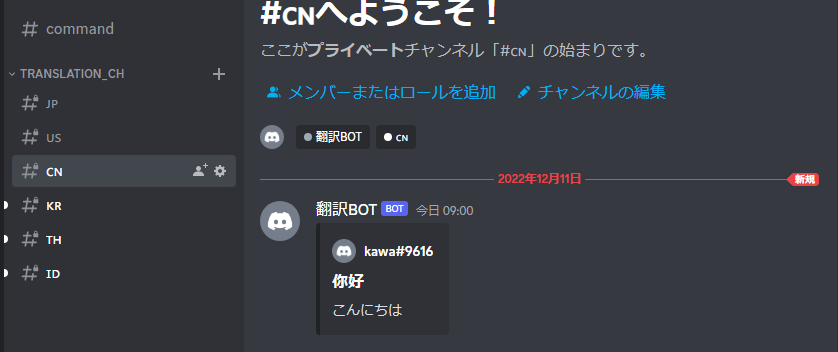 command
TRANSLATION_CH
JP
US
CN
KR
TH
ID
#CNへようこそ！
ここがプライベートチャンネル「#CN」の始まりです。
メンバーまたはロールを追加 チャンネルの編集
翻訳BOT CN
2022年12月11日 新規
翻訳BOT BOT 今日 09:00
kawa#9616
你好
こんにちは